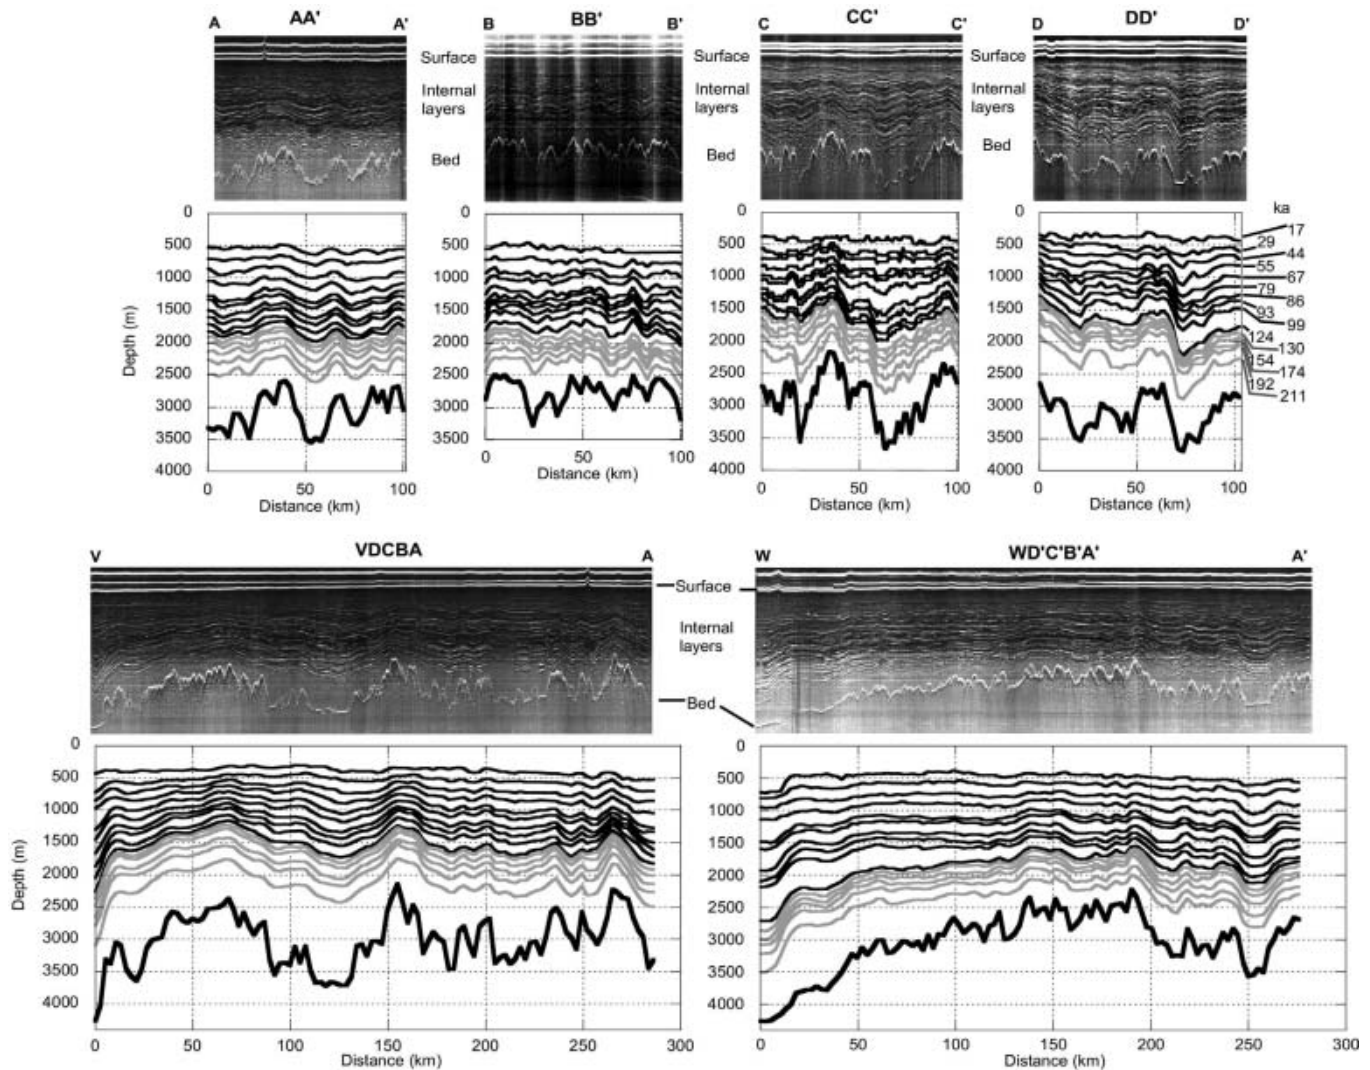 A AA' A' B BB' B' C CC' C' D DD' D'
Surface Surface Surface
Internal layers Internal layers Internal layers
Bed Bed Bed
ka
0 0 0 0
17
500 500 500 500
29
44
1000 1000 1000 1000
55
67
1500 1500 1500 1500
79
86
93
99
2000 2000 2000 2000
124
130
2500 2500 2500 2500
154
174
3000 3000 3000 3000
192
211
3500 3500 3500 3500
4000 4000 4000
Depth (m)
0 50 100 0 50 100 0 50 100 0 50 100
Distance (km) Distance (km) Distance (km) Distance (km)
V VDCBA A W WD'C'B'A' A'
Surface
Internal layers
Bed
0 0
500 500
1000 1000
1500 1500
2000 2000
2500 2500
3000 3000
3500 3500
4000 4000
Depth (m)
0 50 100 150 200 250 300 0 50 100 150 200 250 300
Distance (km) Distance (km)